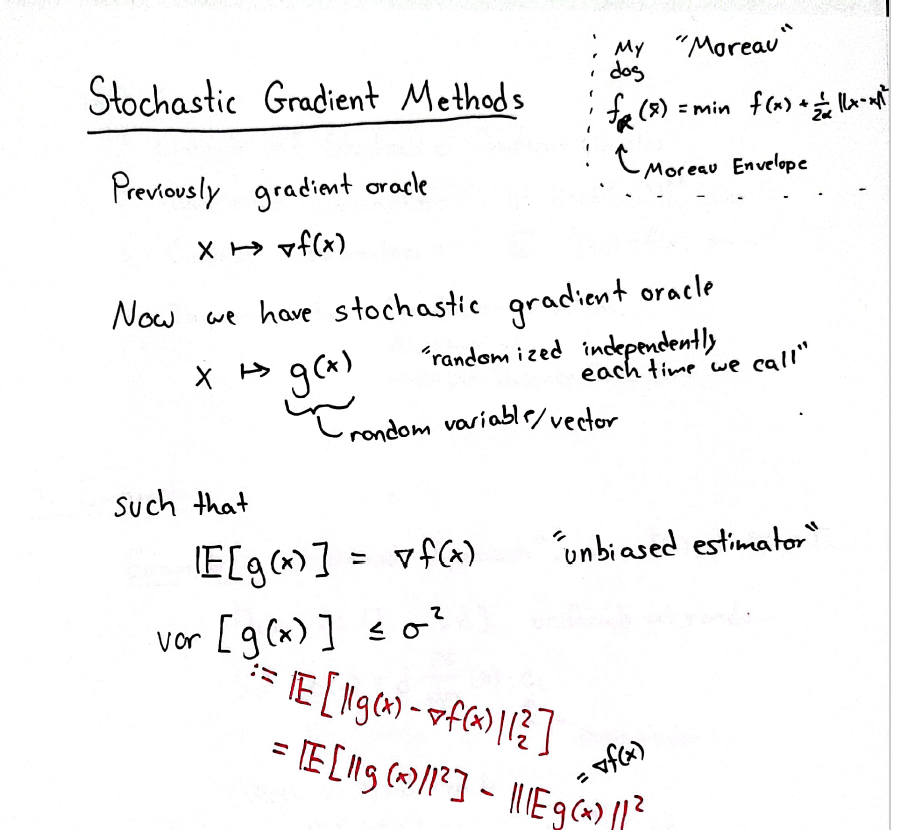 My "Moreau"
dog
f_α(x̄) = min f(x) + 1/2α ||x-x̄||²
Moreau Envelope
Stochastic Gradient Methods
Previously gradient oracle
x ↦ ∇f(x)
Now we have stochastic gradient oracle
x ↦ g(x) "randomized independently
each time we call"
random variable/vector
such that
𝔼[g(x)] = ∇f(x) "unbiased estimator"
var [g(x)] ≤ σ²
:= 𝔼[||g(x) - ∇f(x)||₂²]
= 𝔼[||g(x)||²] - ||𝔼g(x)||²
= ∇f(x)